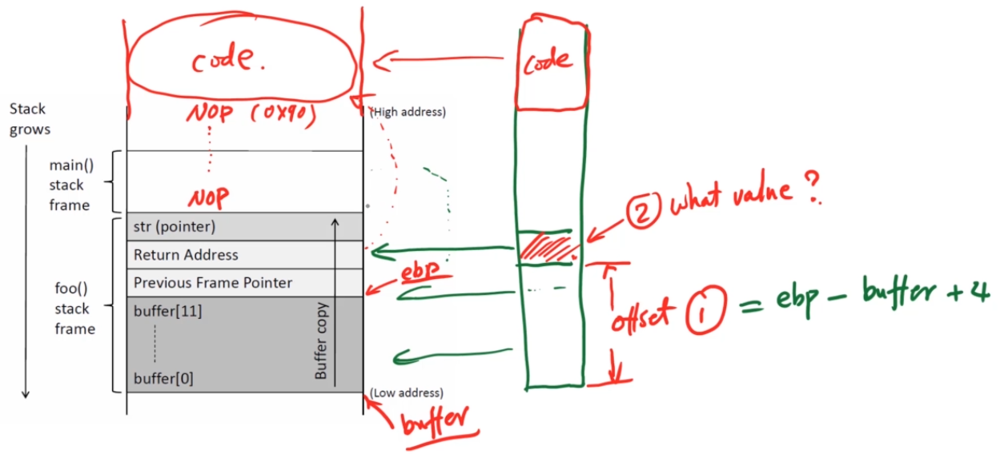 code.
code
NOP (0x90)
(High address)
Stack
grows
main()
stack
frame
NOP
② what value ?
str (pointer)
Return Address
ebp
Previous Frame Pointer
foo()
stack
frame
buffer[11]
Buffer copy
offset ① = ebp - buffer + 4
buffer[0]
(Low address)
buffer